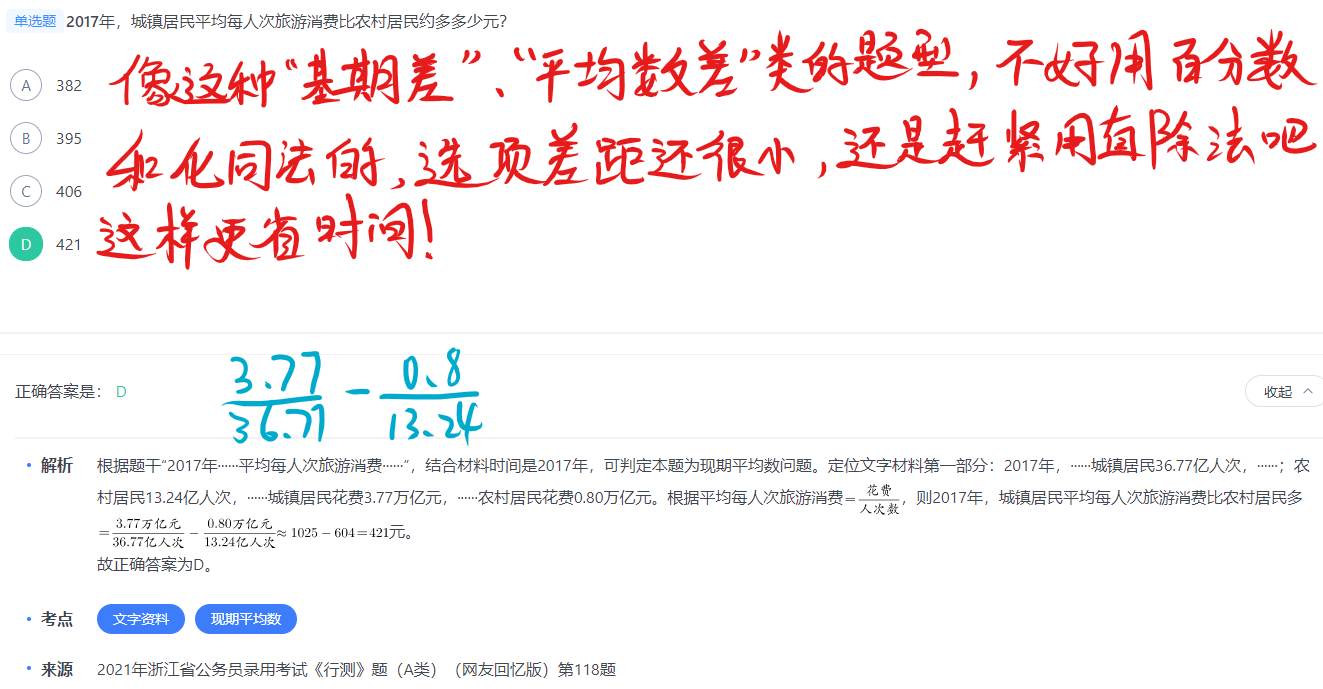 单选题 2017年，城镇居民平均每人次旅游消费比农村居民约多多少元？
像这种“基期差”、“平均数差”类的题型，不好用百分数
A 382
B 395
和化同法的，选项差距还很小，还是赶紧用直除法吧
C 406
D 421
这样更省时间！
3.77/36.77 − 0.8/13.24
正确答案是： D
收起
• 解析 根据题干“2017年……平均每人次旅游消费……”，结合材料时间是2017年，可判定本题为现期平均数问题。定位文字材料第一部分：2017年，……城镇居民36.77亿人次，……；农
村居民13.24亿人次，……城镇居民花费3.77万亿元，……农村居民花费0.80万亿元。根据平均每人次旅游消费=花费/人次数，则2017年，城镇居民平均每人次旅游消费比农村居民多
=3.77万亿元/36.77亿人次 − 0.80万亿元/13.24亿人次≈1025−604=421元。
故正确答案为D。
• 考点 文字资料 现期平均数
• 来源 2021年浙江省公务员录用考试《行测》题（A类）（网友回忆版）第118题